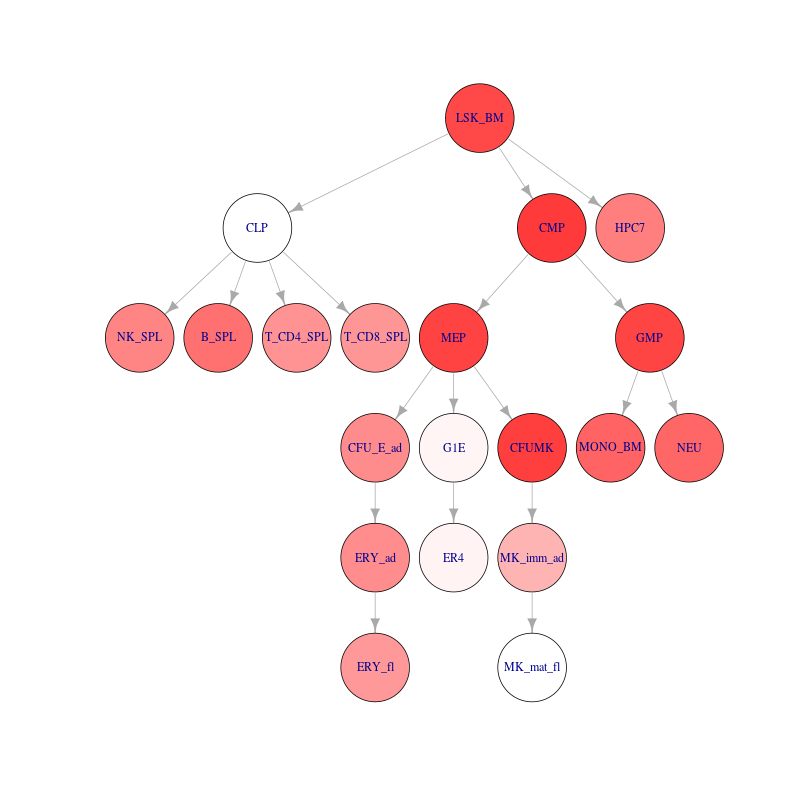 LSK_BM
CLP
CMP
HPC7
NK_SPL
B_SPL
T_CD4_SPL
T_CD8_SPL
MEP
GMP
CFU_E_ad
G1E
CFUMK
MONO_BM
NEU
ERY_ad
ER4
MK_imm_ad
ERY_fl
MK_mat_fl